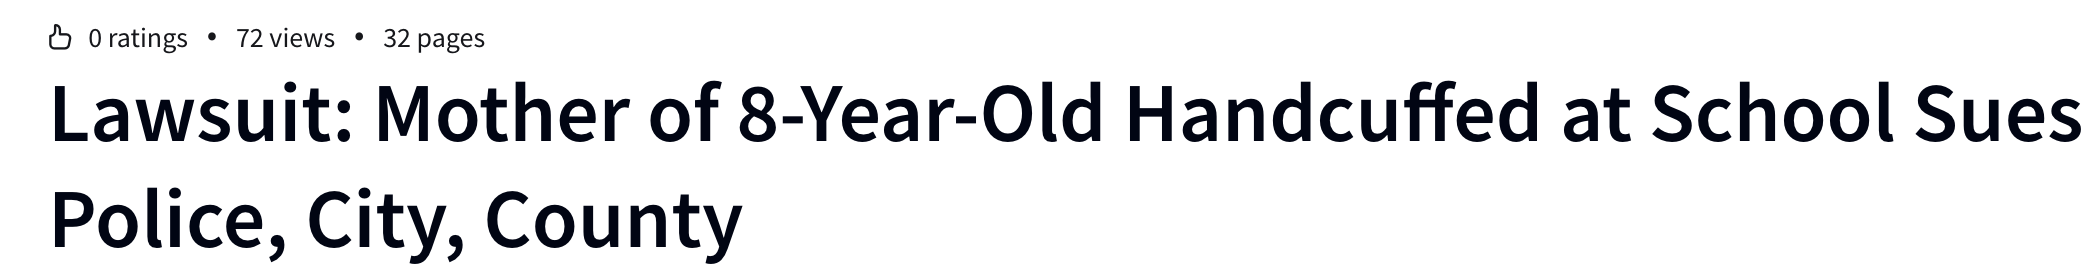 0 ratings • 72 views • 32 pages
Lawsuit: Mother of 8-Year-Old Handcuffed at School Sues
Police, City, County